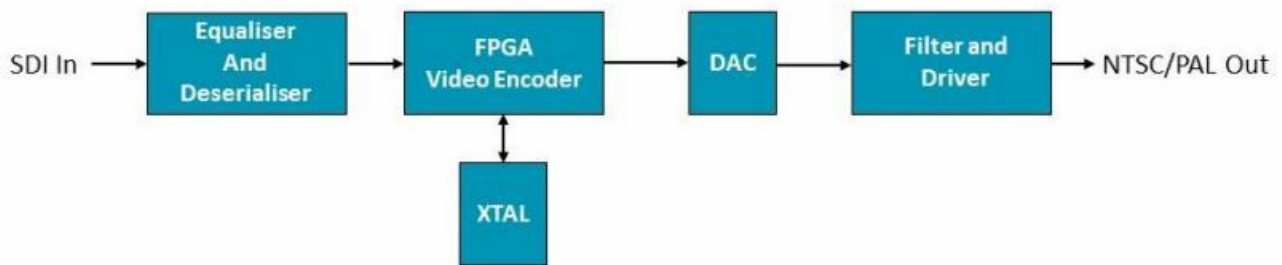 SDI In
Equaliser
And
Deserialiser
FPGA
Video Encoder
DAC
Filter and
Driver
NTSC/PAL Out
XTAL